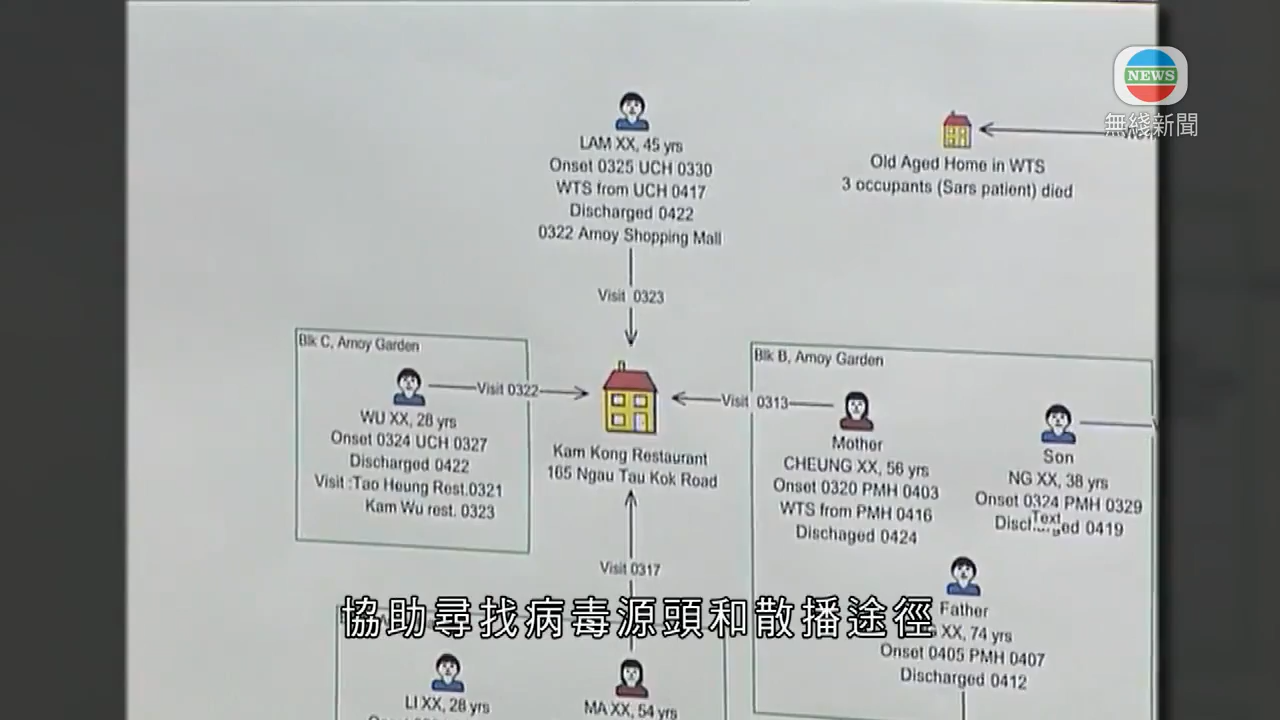 NEWS
無綫新聞
LAM XX, 45 yrs
Onset 0325 UCH 0330
WTS from UCH 0417
Discharged 0422
0322 Amoy Shopping Mall
Old Aged Home in WTS
3 occupants (Sars patient) died
Visit 0323
Blk C, Amoy Garden
WU XX, 28 yrs
Onset 0324 UCH 0327
Discharged 0422
Visit :Tao Heung Rest.0321
Kam Wu rest. 0323
Visit 0322
Kam Kong Restaurant
165 Ngau Tau Kok Road
Visit 0313
Blk B, Amoy Garden
Mother
CHEUNG XX, 56 yrs
Onset 0320 PMH 0403
WTS from PMH 0416
Dischaged 0424
Son
NG XX, 38 yrs
Onset 0324 PMH 0329
Text
0419
Visit 0317
Father
XX, 74 yrs
Onset 0405 PMH 0407
Discharged 0412
LI XX, 28 yrs
MA XX, 54 yrs
協助尋找病毒源頭和散播途徑